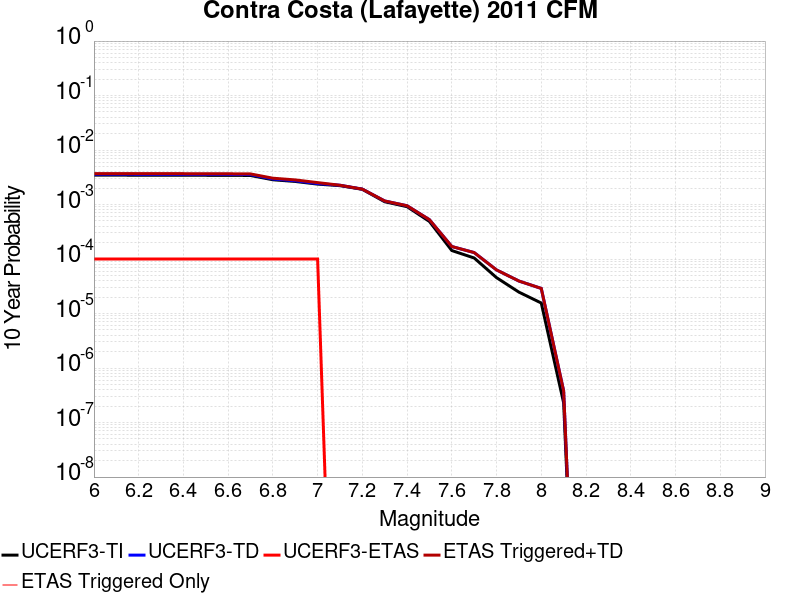 Contra Costa (Lafayette) 2011 CFM
10 0
10 -1
10 -2
10 -3
10 -4
10 -5
10 -6
10 -7
10 -8
10 Year Probability
6 6.2 6.4 6.6 6.8 7 7.2 7.4 7.6 7.8 8 8.2 8.4 8.6 8.8 9
Magnitude
UCERF3-TI UCERF3-TD UCERF3-ETAS ETAS Triggered+TD
ETAS Triggered Only